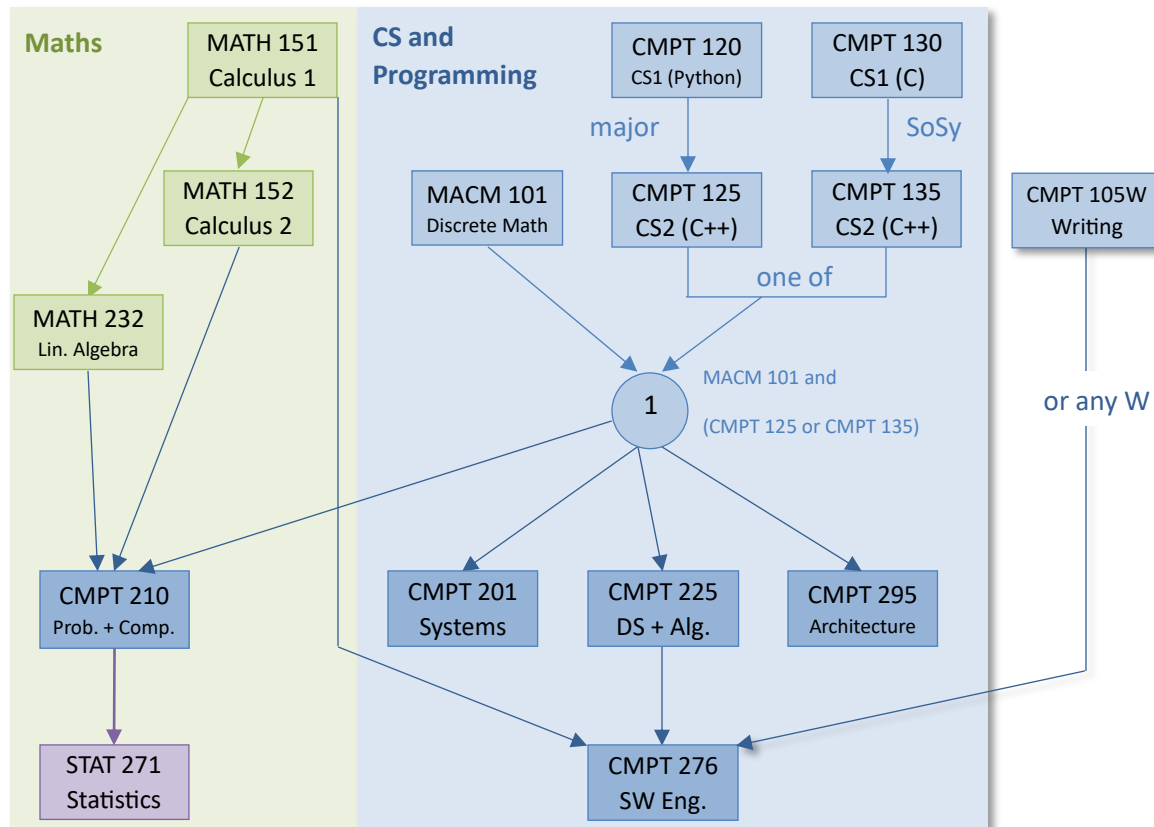 Maths
MATH 151
Calculus 1
CS and
Programming
CMPT 120
CS1 (Python)
CMPT 130
CS1 (C)
major
SoSy
MATH 152
Calculus 2
MACM 101
Discrete Math
CMPT 125
CS2 (C++)
CMPT 135
CS2 (C++)
CMPT 105W
Writing
one of
MATH 232
Lin. Algebra
1
MACM 101 and
(CMPT 125 or CMPT 135)
or any W
CMPT 210
Prob. + Comp.
CMPT 201
Systems
CMPT 225
DS + Alg.
CMPT 295
Architecture
STAT 271
Statistics
CMPT 276
SW Eng.